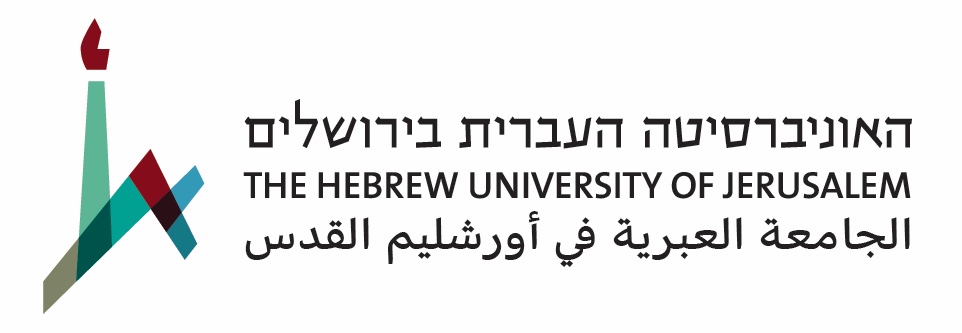 האוניברסיטה העברית בירושלים
THE HEBREW UNIVERSITY OF JERUSALEM
الجامعة العبرية في أورشليم القدس